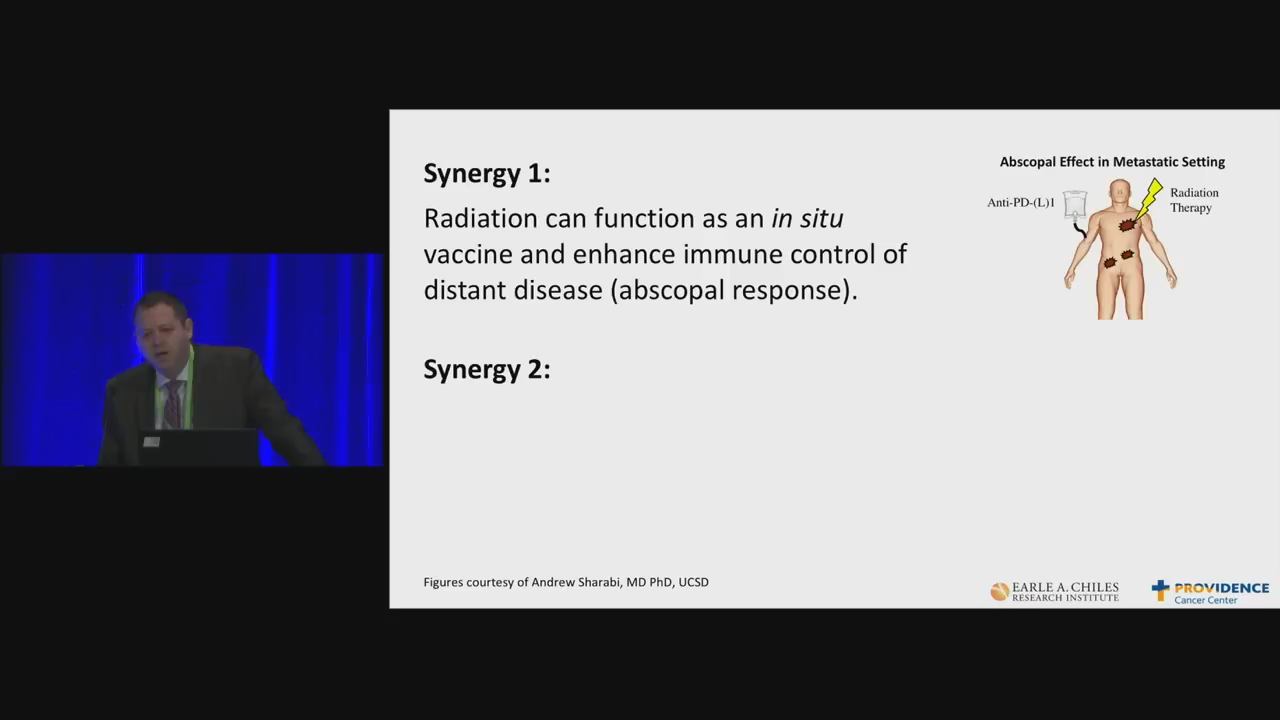 Synergy 1:
Radiation can function as an in situ
vaccine and enhance immune control of
distant disease (abscopal response).
Abscopal Effect in Metastatic Setting
Anti-PD-(L)1
Radiation
Therapy
Synergy 2:
Figures courtesy of Andrew Sharabi, MD PhD, UCSD
EARLE A. CHILES
RESEARCH INSTITUTE
PROVIDENCE
Cancer Center